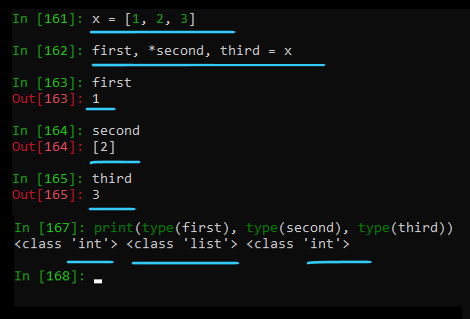 In [161]: x = [1, 2, 3]
In [162]: first, *second, third = x
In [163]: first
Out[163]: 1
In [164]: second
Out[164]: [2]
In [165]: third
Out[165]: 3
In [167]: print(type(first), type(second), type(third))
<class 'int'> <class 'list'> <class 'int'>
In [168]: